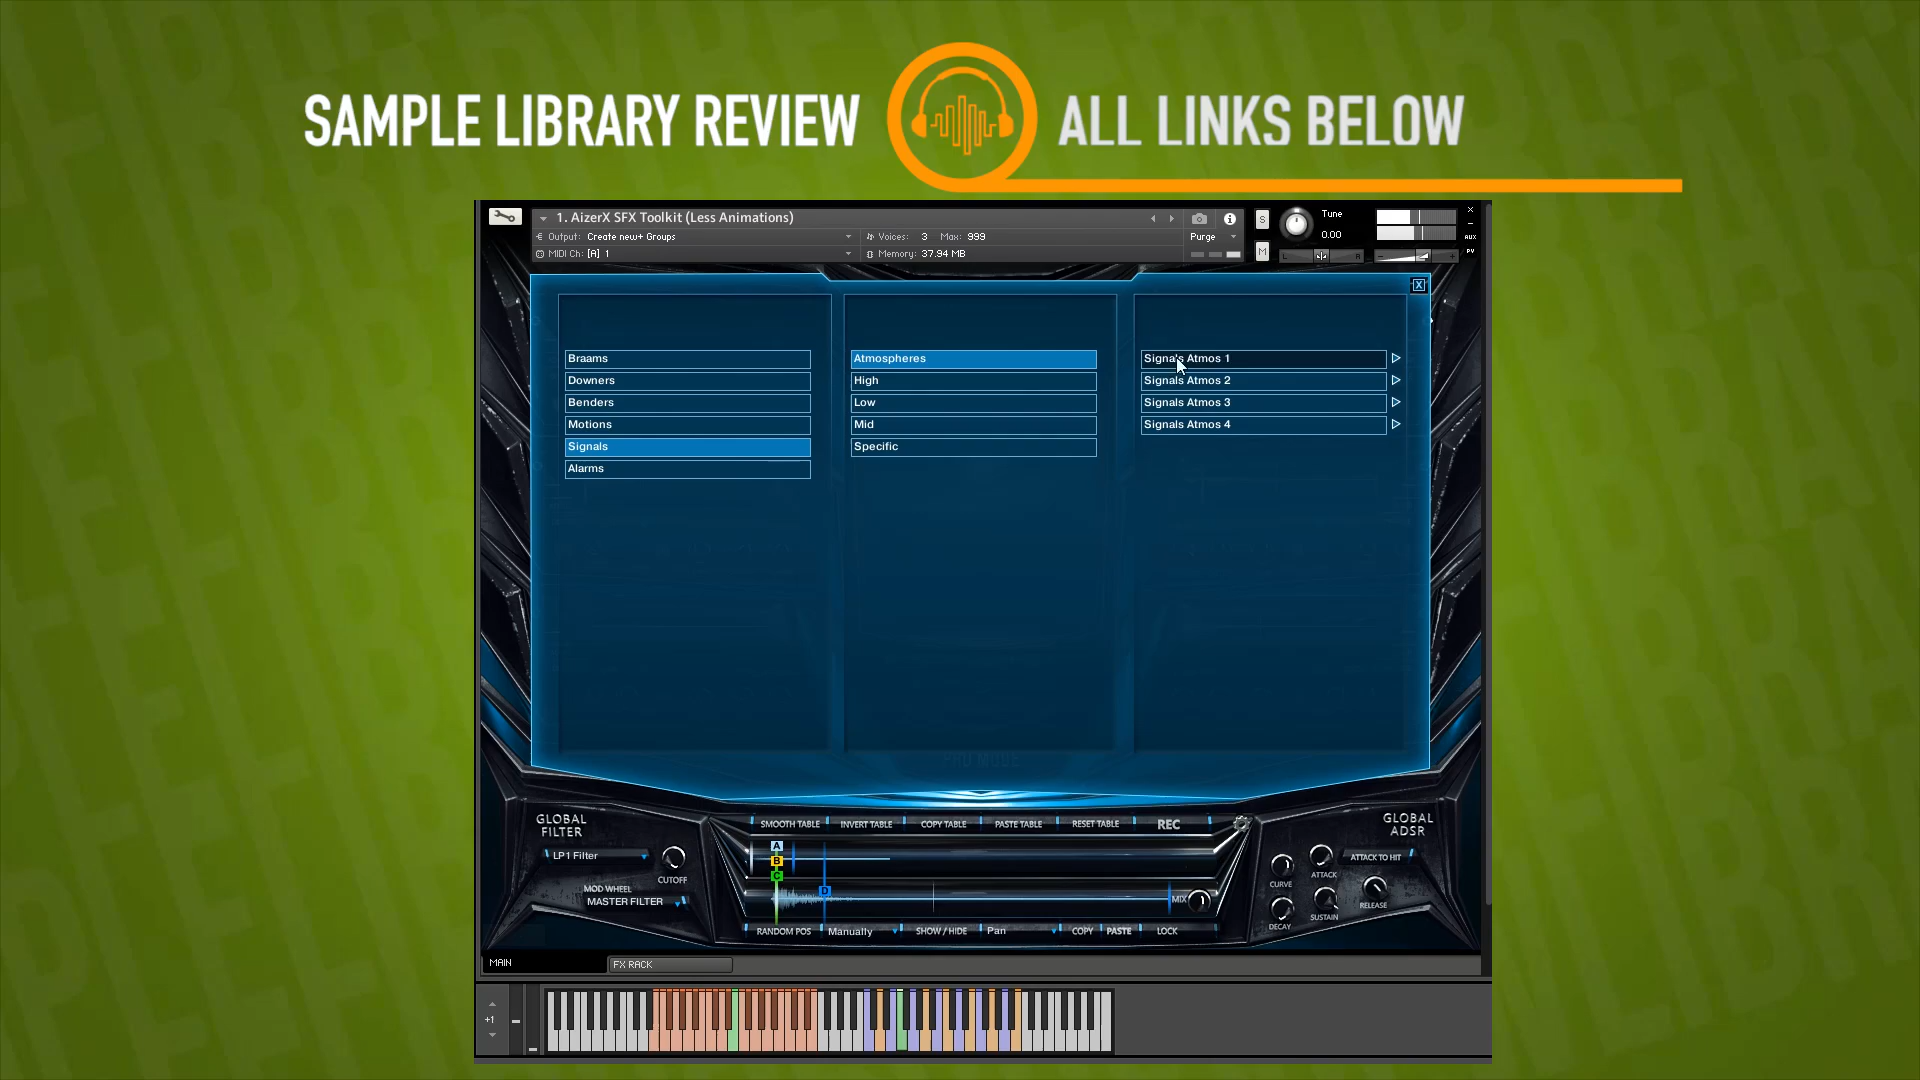 SAMPLE LIBRARY REVIEW
ALL LINKS BELOW
1. AizerX SFX Toolkit (Less Animations)
Output: Create new+ Groups
Voices: 3 Max: 999
Purge
MIDI Ch: [A] 1
Memory: 37.94 MB
S
M
Tune
0.00
L
R
AUX
PV
X
Braams
Downers
Benders
Motions
Signals
Alarms
Atmospheres
High
Low
Mid
Specific
Signals Atmos 1
Signals Atmos 2
Signals Atmos 3
Signals Atmos 4
PRO MODE
GLOBAL
FILTER
LP1 Filter
CUTOFF
MOD WHEEL
MASTER FILTER
SMOOTH TABLE
INVERT TABLE
COPY TABLE
PASTE TABLE
RESET TABLE
REC
A
B
C
D
MIX
RANDOM POS
Manually
SHOW / HIDE
Pan
COPY
PASTE
LOCK
GLOBAL
ADSR
ATTACK TO HIT
CURVE
ATTACK
DECAY
SUSTAIN
RELEASE
MAIN
FX RACK
+1